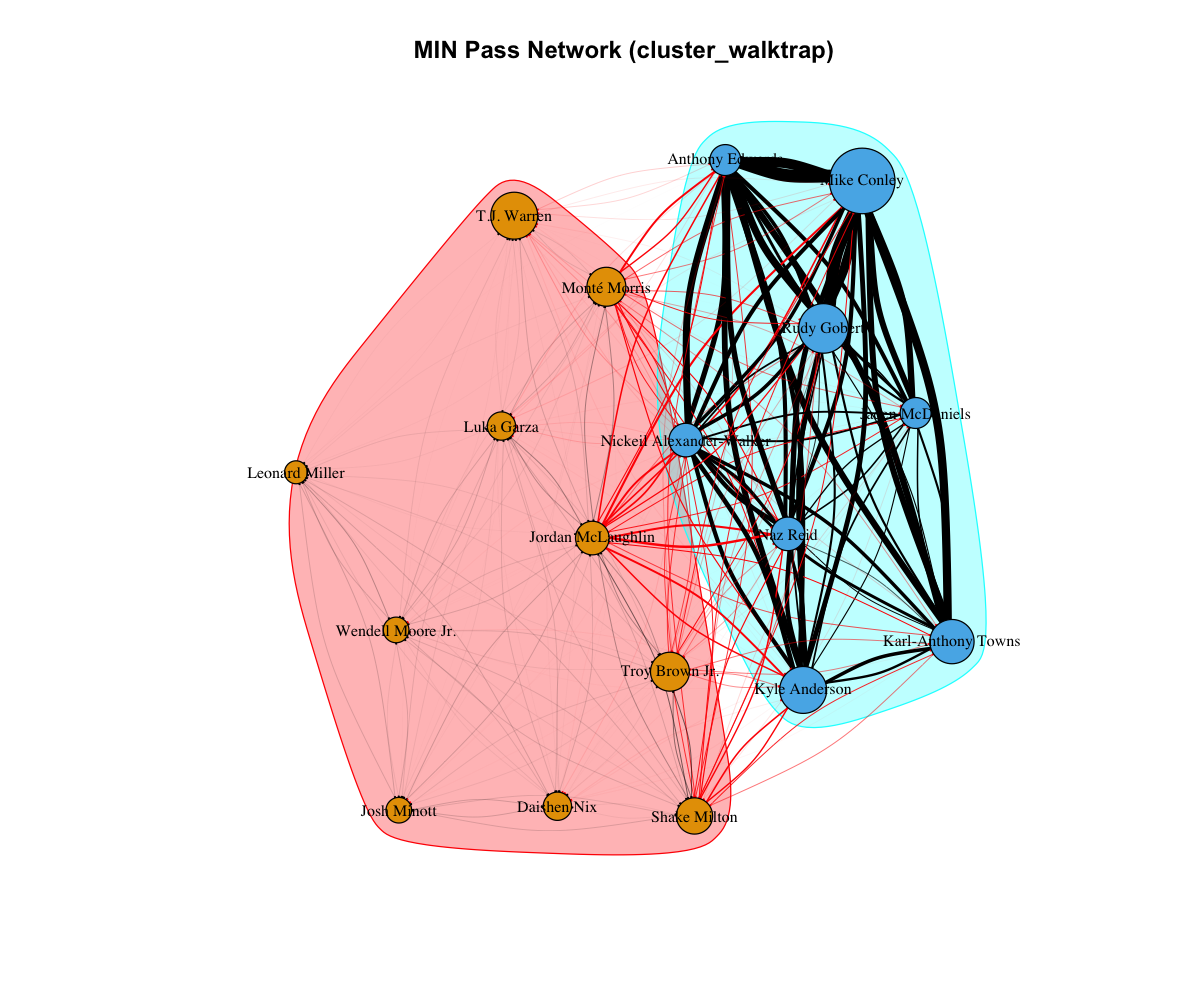 MIN Pass Network (cluster_walktrap)
Anthony Edwards
Mike Conley
T.J. Warren
Monté Morris
Rudy Gobert
Jaden McDaniels
Luka Garza
Nickeil Alexander-Walker
Leonard Miller
Jordan McLaughlin
Naz Reid
Wendell Moore Jr.
Karl-Anthony Towns
Troy Brown Jr.
Kyle Anderson
Josh Minott
Daishen Nix
Shake Milton